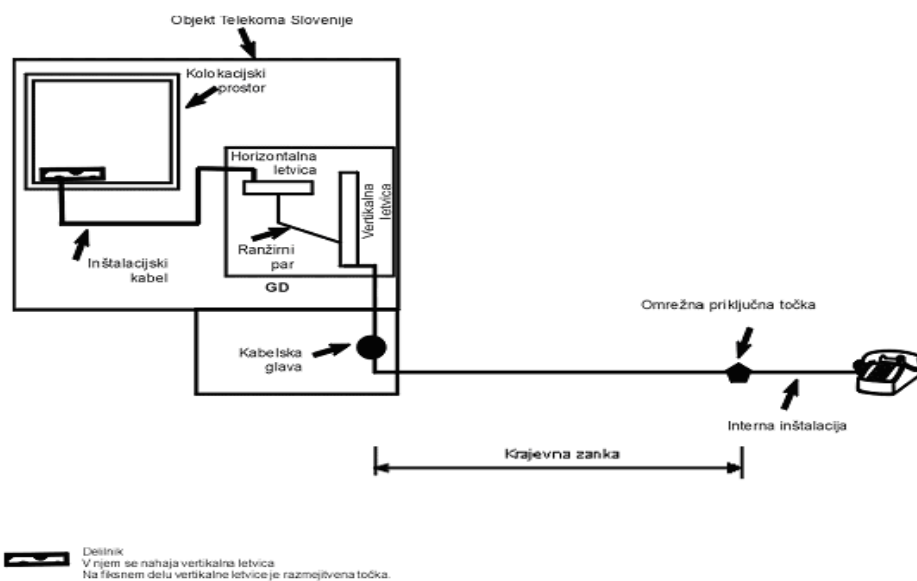 Objekt Telekoma Slovenije
Kolokacijski
prostor
Horizontalna
letvica
Vertikalna
letvica
Ranžirni
par
GD
Inštalacijski
kabel
Kabelska
glava
Omrežna priključna točka
Interna inštalacija
Krajevna zanka
Delilnik
V njem se nahaja vertikalna letvica
Na fiksnem delu vertikalne letvice je razmejitvena točka.